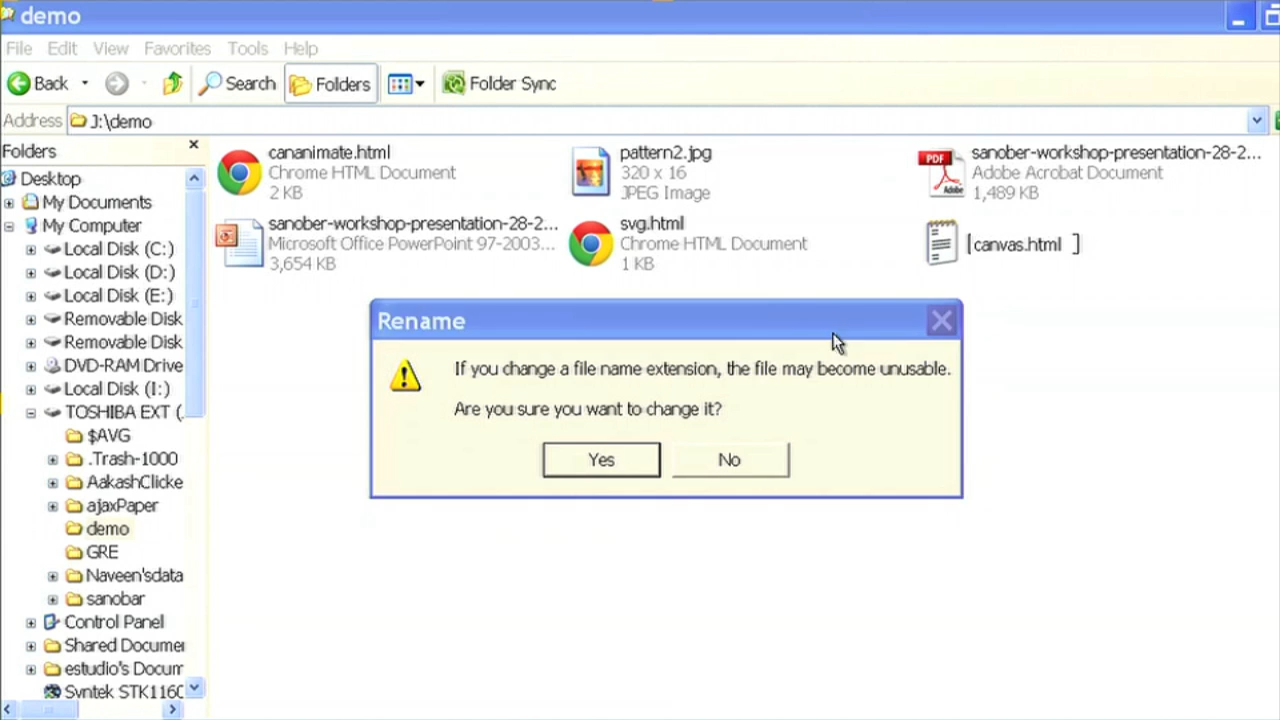 demo
File Edit View Favorites Tools Help
Back Search Folders Folder Sync
Address J:\demo
Folders
Desktop
My Documents
My Computer
Local Disk (C:)
Local Disk (D:)
Local Disk (E:)
Removable Disk
Removable Disk
DVD-RAM Drive
Local Disk (I:)
TOSHIBA EXT (
$AVG
.Trash-1000
AakashClicke
ajaxPaper
demo
GRE
Naveen'sdata
sanobar
Control Panel
Shared Documer
estudio's Docum
Syntek STK1160
cananimate.html
Chrome HTML Document
2 KB
pattern2.jpg
320 x 16
JPEG Image
PDF
Adobe
sanober-workshop-presentation-28-2...
Adobe Acrobat Document
1,489 KB
sanober-workshop-presentation-28-2...
Microsoft Office PowerPoint 97-2003...
3,654 KB
svg.html
Chrome HTML Document
1 KB
canvas.html
Rename
If you change a file name extension, the file may become unusable.
Are you sure you want to change it?
Yes No